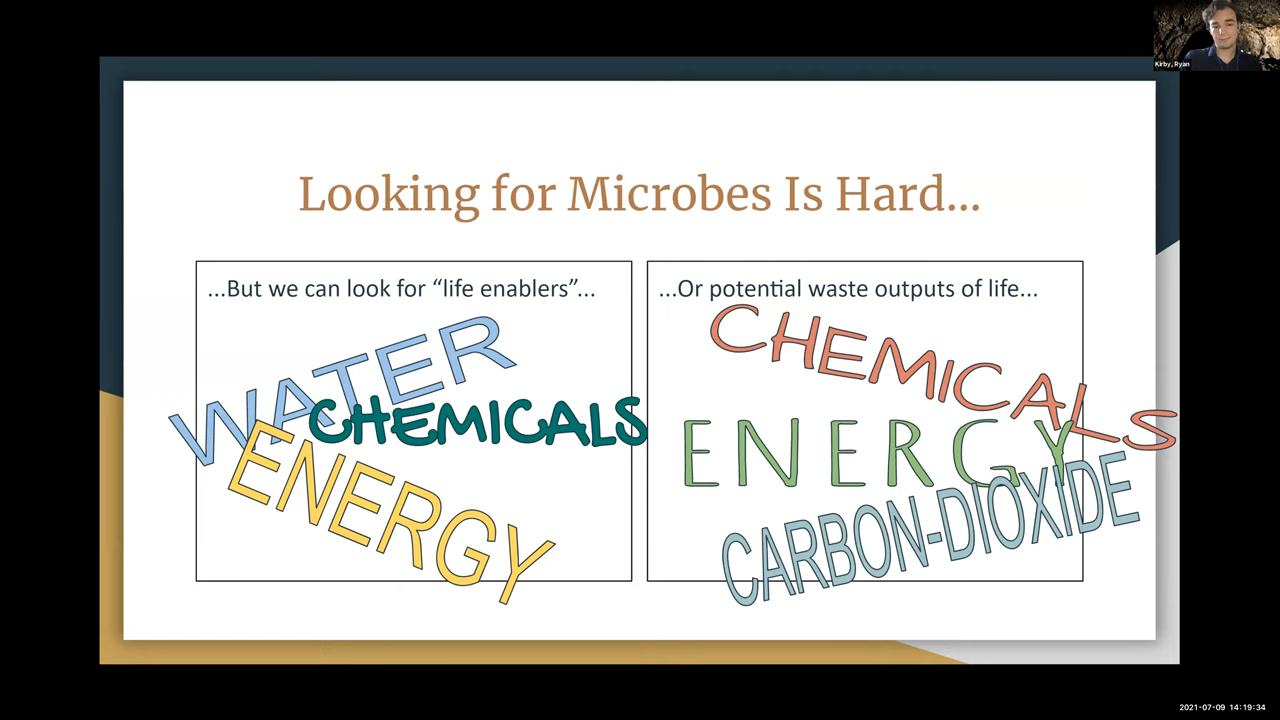 Kirby, Ryan
Looking for Microbes Is Hard...
...But we can look for “life enablers”...
WATER
CHEMICALS
ENERGY
...Or potential waste outputs of life...
CHEMICALS
ENERGY
CARBON-DIOXIDE
2021-07-09 14:19:34